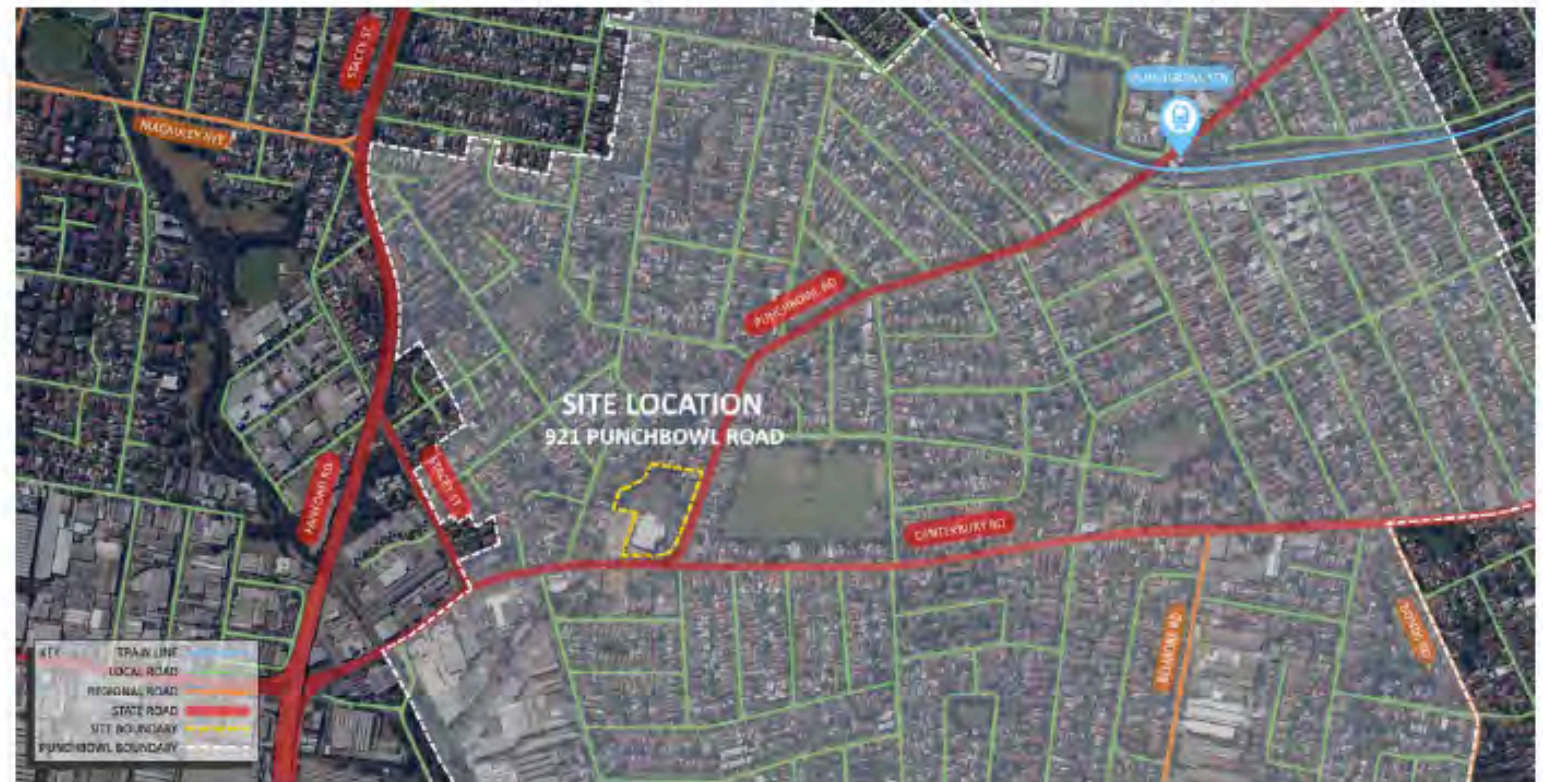 STACEY ST
MACAULEY AVE
PUNCHBOWL STN
PUNCHBOWL RD
SITE LOCATION
921 PUNCHBOWL ROAD
STACEY ST
FAIRFORD RD
CANTERBURY RD
BELMORE RD
KEY
TRAIN LINE
LOCAL ROAD
REGIONAL ROAD
STATE ROAD
SITE BOUNDARY
PUNCHBOWL BOUNDARY